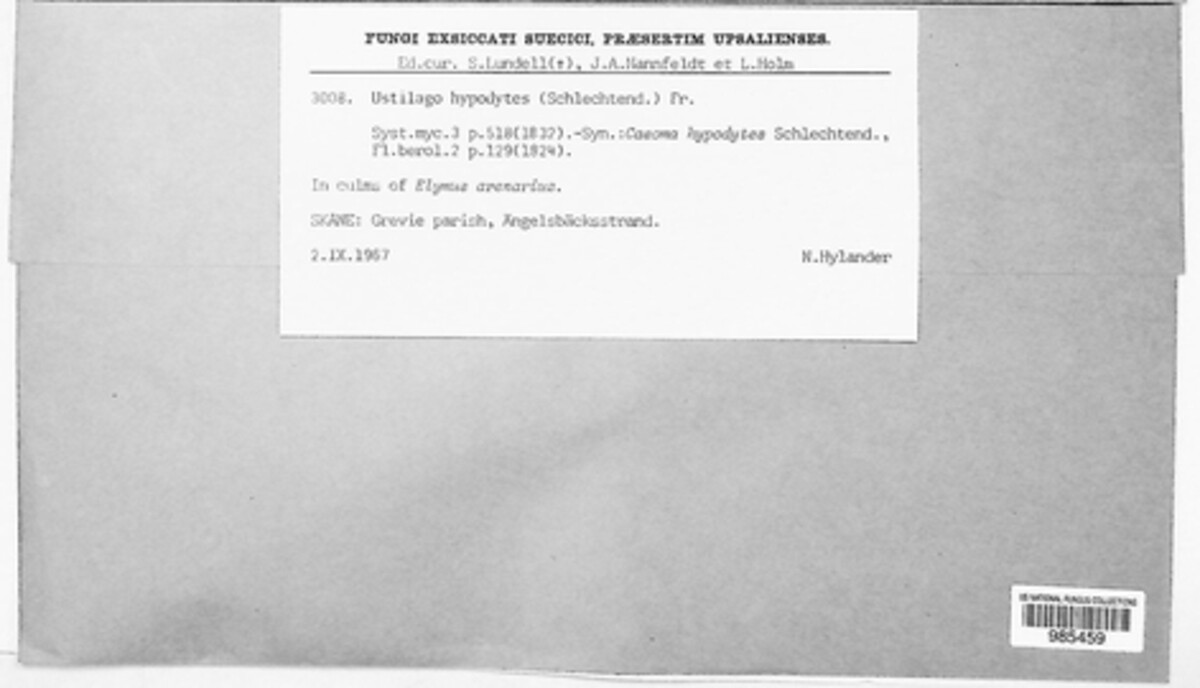 FUNGI EXSICCATI SUECICI, PRÆSERTIM UPSALIENSES.
Ed.cur. S.Lundell(†), J.A.Nannfeldt et L.Holm
3008. Ustilago hypodytes (Schlechtend.) Fr.
Syst.myc.3 p.518(1832).-Syn.:Caeoma hypodytes Schlechtend.,
Fl.berol.2 p.129(1824).
In culms of Elymus arenarius.
SKÅNE: Grevie parish, Ängelsbäcksstrand.
2.IX.1967
N.Hylander
US NATIONAL FUNGUS COLLECTIONS
985459